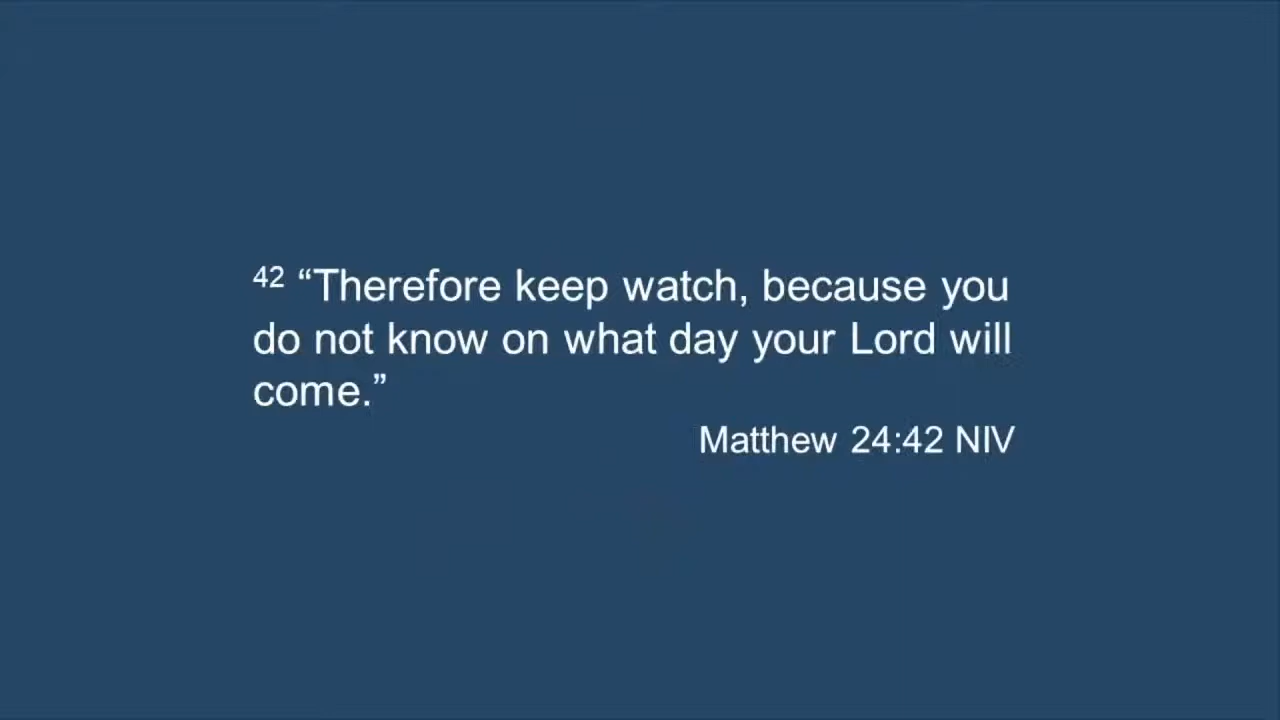 42 “Therefore keep watch, because you
do not know on what day your Lord will
come.”
Matthew 24:42 NIV